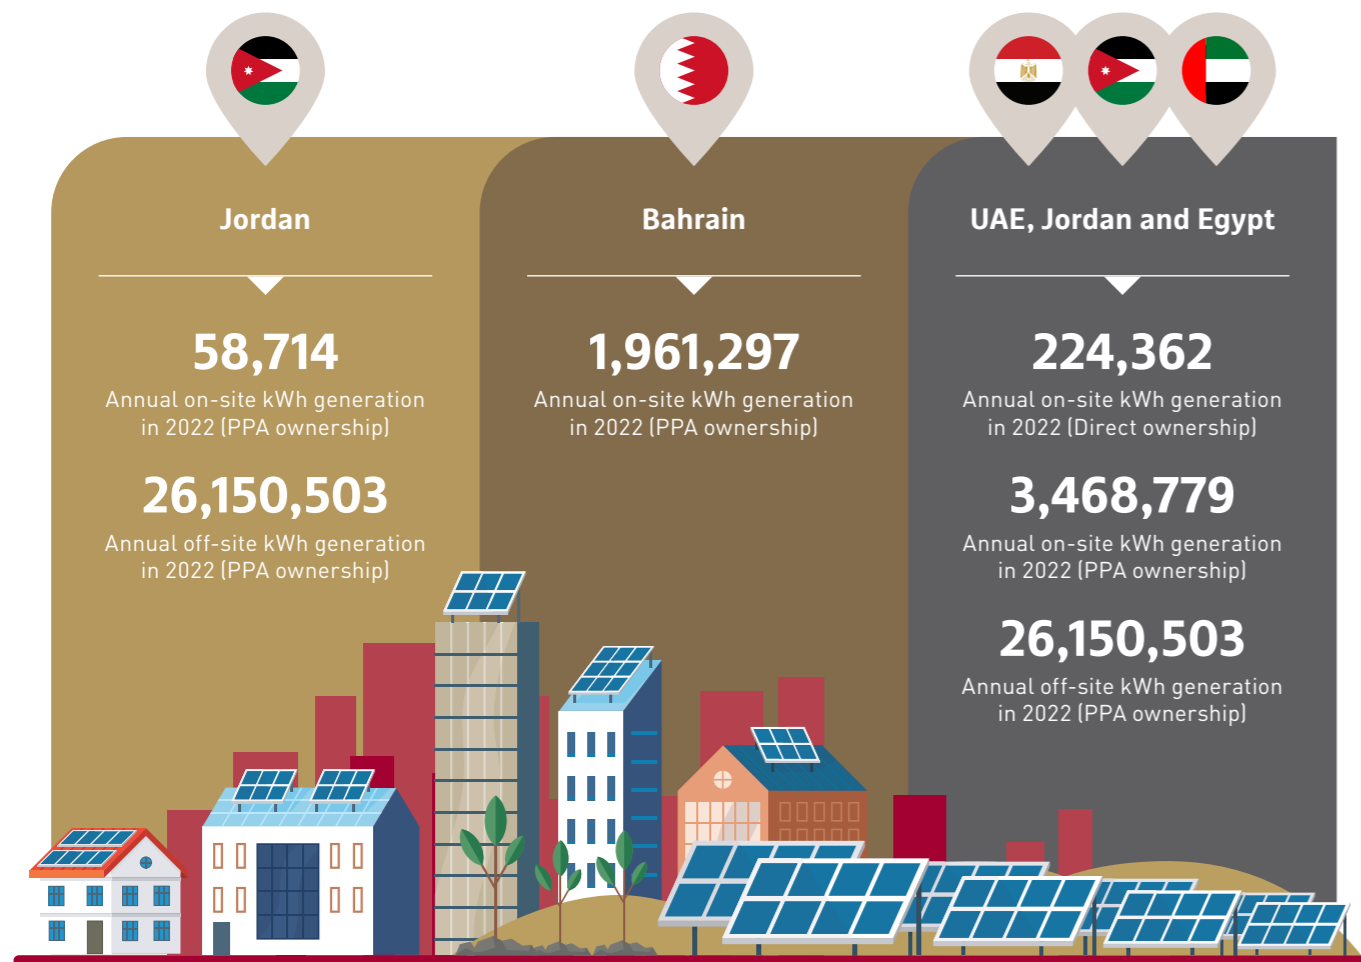 Jordan
58,714
Annual on-site kWh generation
in 2022 (PPA ownership)
26,150,503
Annual off-site kWh generation
in 2022 (PPA ownership)
Bahrain
1,961,297
Annual on-site kWh generation
in 2022 (PPA ownership)
UAE, Jordan and Egypt
224,362
Annual on-site kWh generation
in 2022 (Direct ownership)
3,468,779
Annual on-site kWh generation
in 2022 (PPA ownership)
26,150,503
Annual off-site kWh generation
in 2022 (PPA ownership)